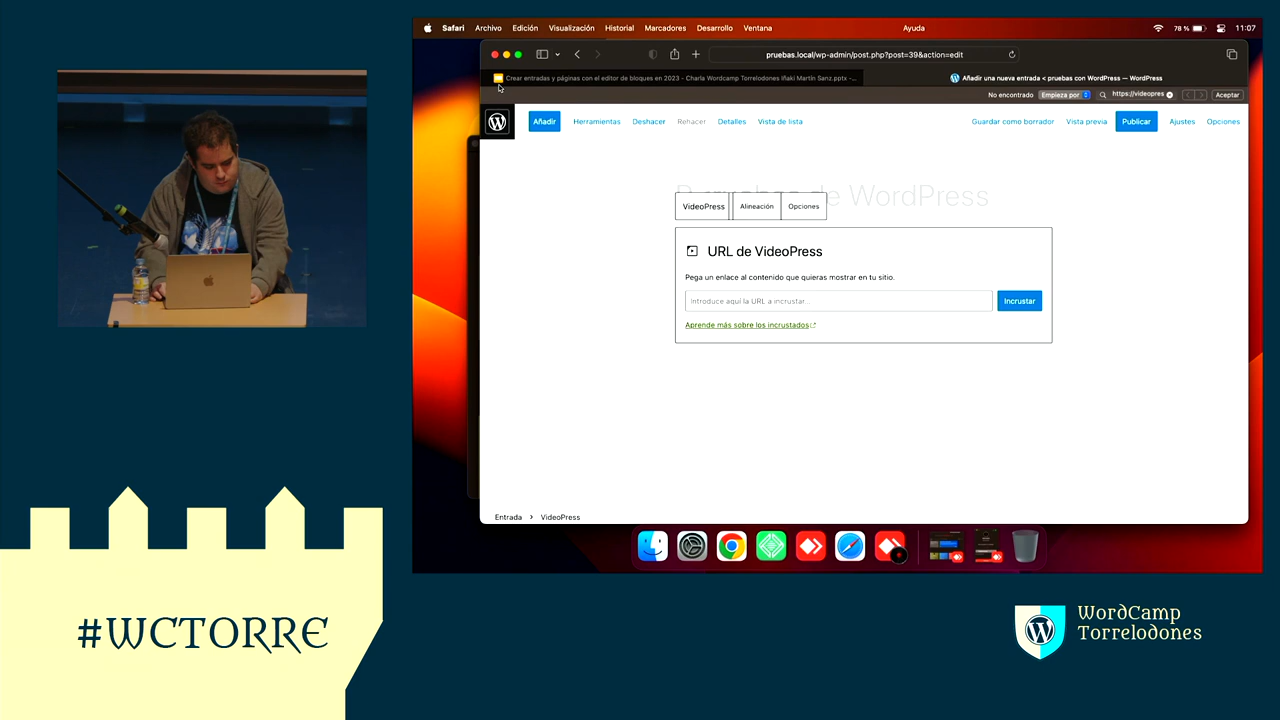 Safari Archivo Edición Visualización Historial Marcadores Desarrollo Ventana Ayuda 78 % 11:07
pruebas.local/wp-admin/post.php?post=39&action=edit
Crear entradas y páginas con el editor de bloques en 2023 - Charla Wordcamp Torrelodones Iñaki Martín Sanz.pptx -...
Añadir una nueva entrada < pruebas con WordPress — WordPress
No encontrado Empieza por https://videopres Aceptar
Añadir Herramientas Deshacer Rehacer Detalles Vista de lista Guardar como borrador Vista previa Publicar Ajustes Opciones
de WordPress
VideoPress Alineación Opciones
URL de VideoPress
Pega un enlace al contenido que quieras mostrar en tu sitio.
Introduce aquí la URL a incrustar...
Incrustar
Aprende más sobre los incrustados
Entrada > VideoPress
#WCTORRE
WordCamp
Torrelodones